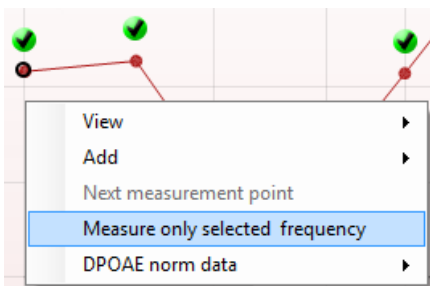 View
Add
Next measurement point
Measure only selected frequency
DPOAE norm data